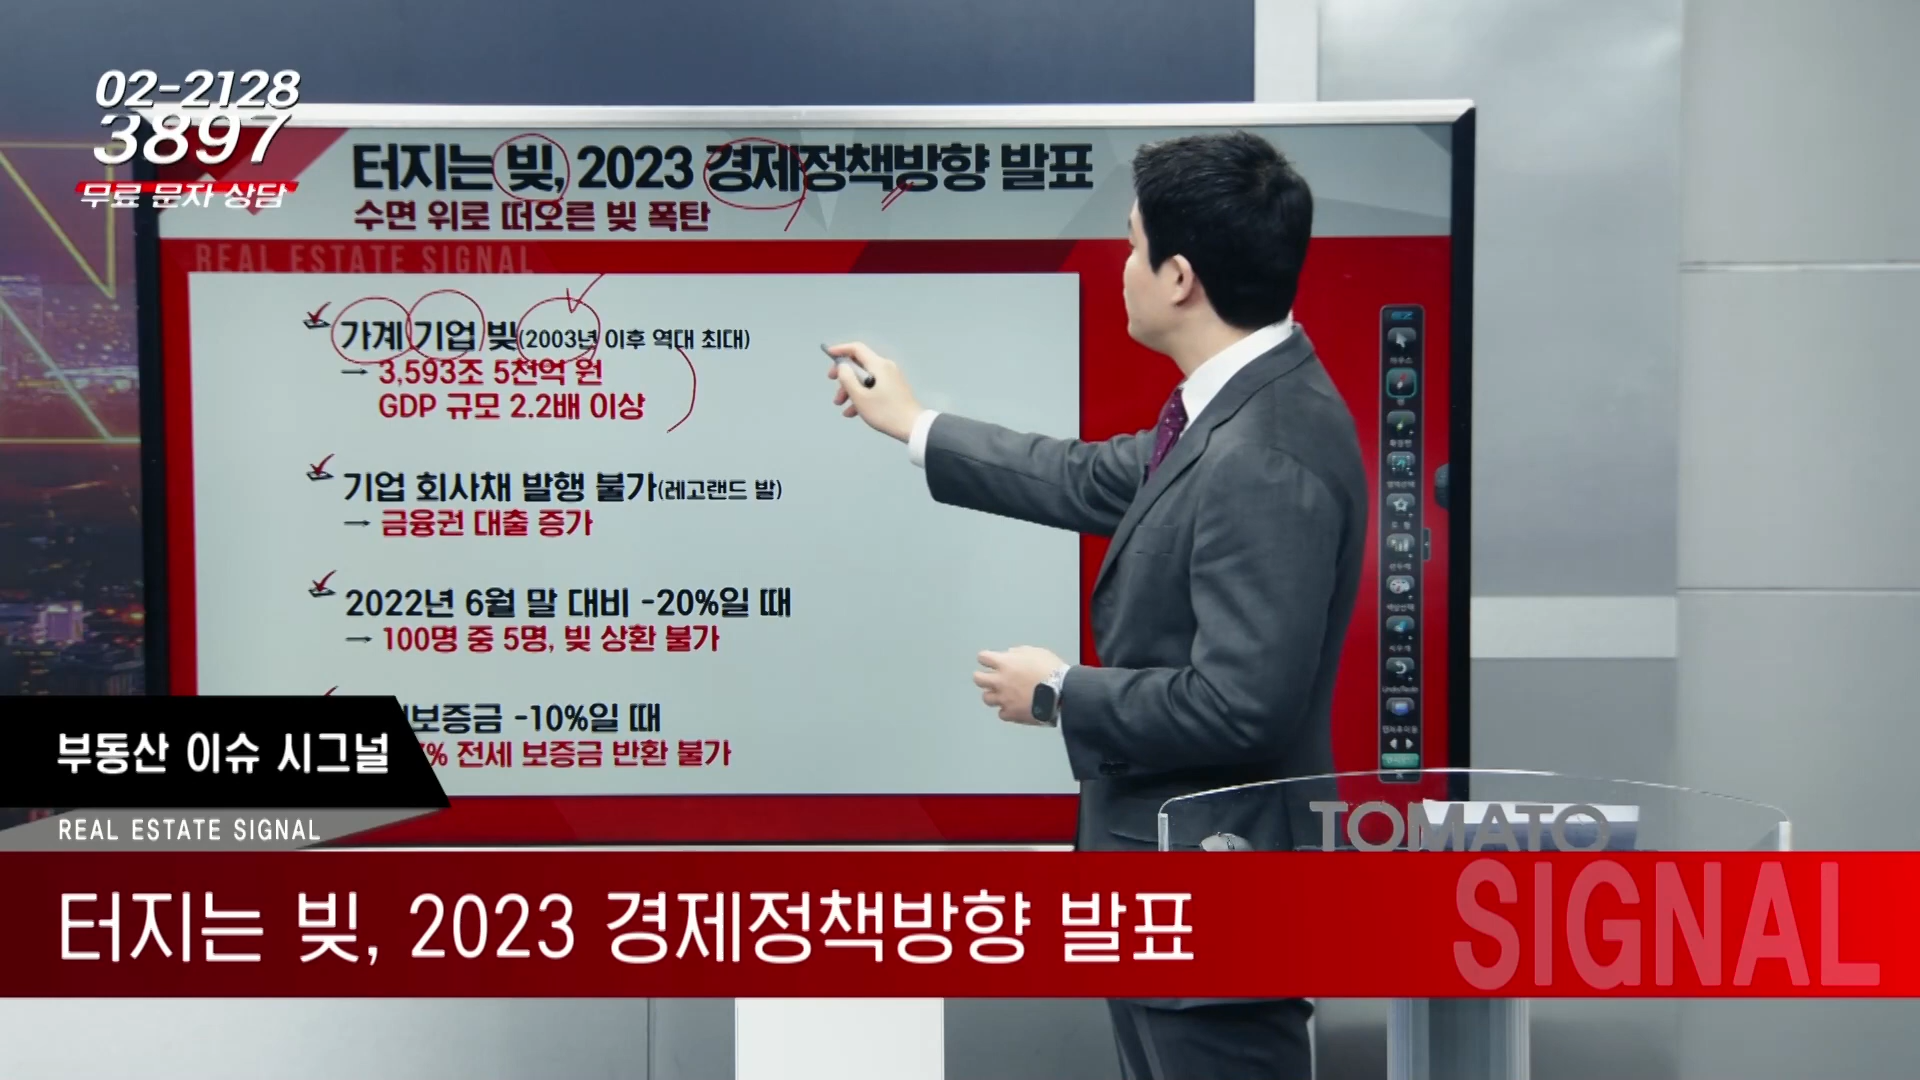 02-2128
3897
무료 문자 상담
터지는 빚, 2023 경제정책방향 발표
수면 위로 떠오른 빚 폭탄
REAL ESTATE SIGNAL
가계 기업 빚(2003년 이후 역대 최대)
→ 3,593조 5천억 원
GDP 규모 2.2배 이상
기업 회사채 발행 불가(레고랜드 발)
→ 금융권 대출 증가
2022년 6월 말 대비 -20%일 때
→ 100명 중 5명, 빚 상환 불가
보증금 -10%일 때
% 전세 보증금 반환 불가
부동산 이슈 시그널
REAL ESTATE SIGNAL
TOMATO
터지는 빚, 2023 경제정책방향 발표
SIGNAL